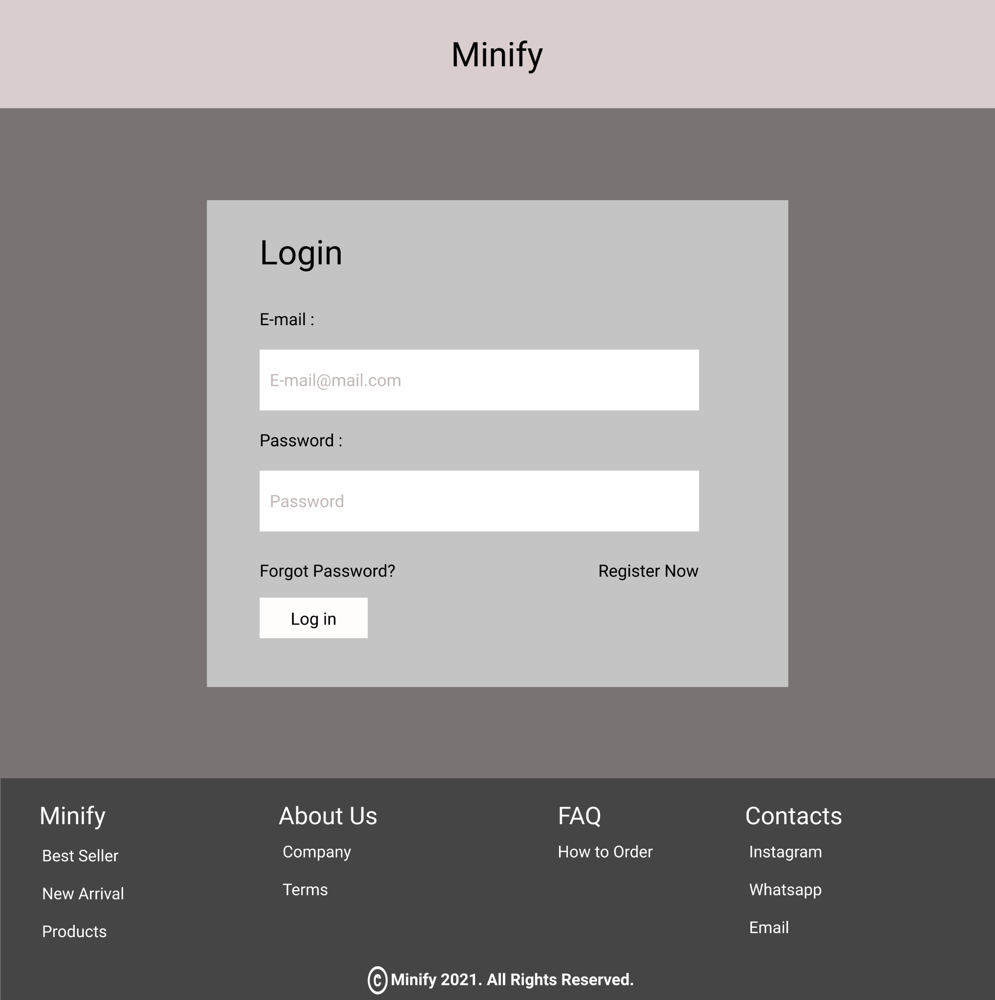 Minify
Login
E-mail :
E-mail@mail.com
Password :
Password
Forgot Password?
Register Now
Log in
Minify
Best Seller
New Arrival
Products
About Us
Company
Terms
FAQ
How to Order
Contacts
Instagram
Whatsapp
Email
© Minify 2021. All Rights Reserved.